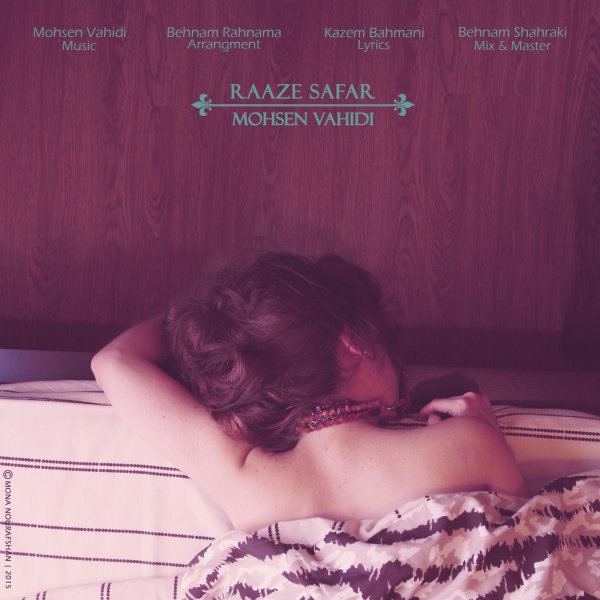 Mohsen Vahidi
Music
Behnam Rahnama
Arrangment
Kazem Bahmani
Lyrics
Behnam Shahraki
Mix & Master
RAAZE SAFAR
MOHSEN VAHIDI
© MONA NOURAFSHAN | 2015